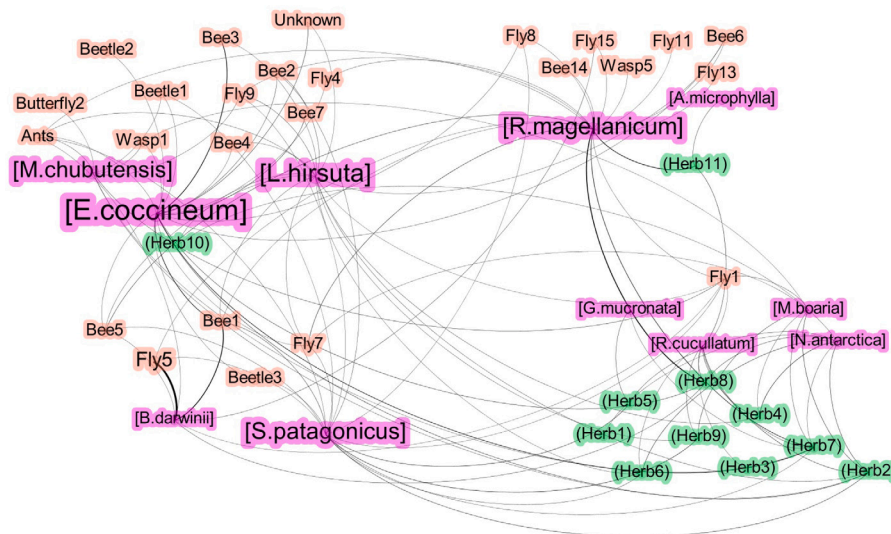 Unknown
Bee3
Beetle2
Fly8
Fly15
Fly11
Bee6
Bee2
Fly4
Bee14
Wasp5
Fly13
Butterfly2
Beetle1
Fly9
[A.microphylla]
Ants
Wasp1
Bee4
Bee7
[R.magellanicum]
[M.chubutensis]
[L.hirsuta]
(Herb11)
[E.coccineum]
(Herb10)
Fly1
Bee5
Bee1
[G.mucronata]
[M.boaria]
Fly7
[R.cucullatum]
[N.antarctica]
Fly5
Beetle3
(Herb8)
[B.darwinii]
[S.patagonicus]
(Herb5)
(Herb4)
(Herb1)
(Herb9)
(Herb7)
(Herb6)
(Herb3)
(Herb2